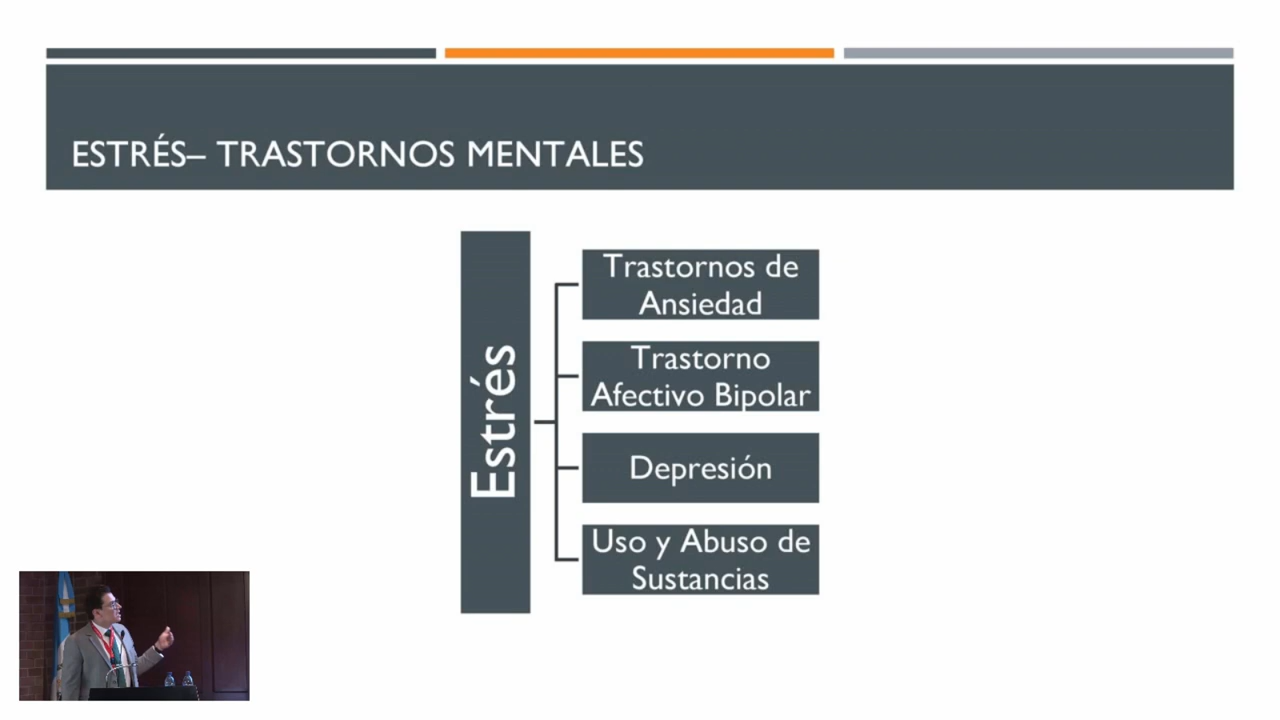 ESTRÉS– TRASTORNOS MENTALES
Estrés
Trastornos de
Ansiedad
Trastorno
Afectivo Bipolar
Depresión
Uso y Abuso de
Sustancias